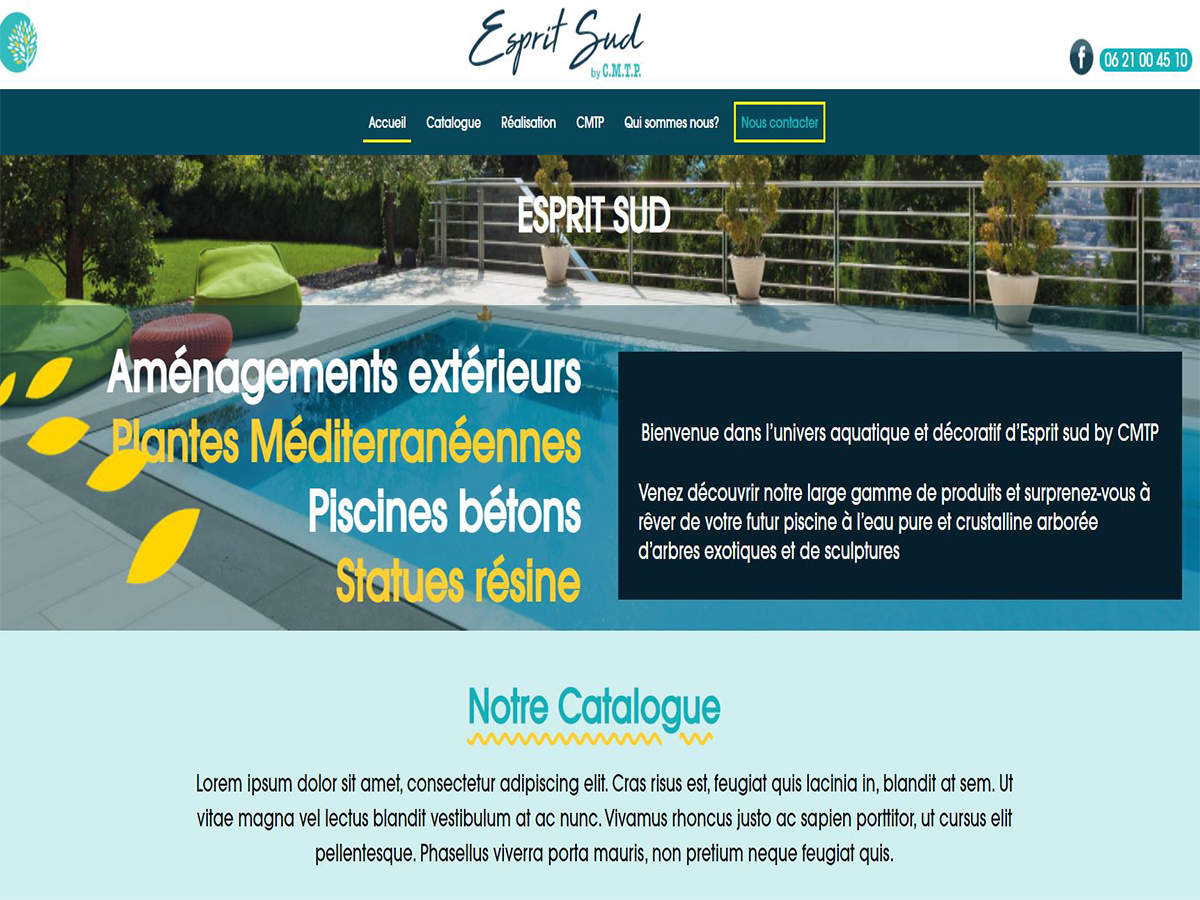 Esprit Sud
by C.M.T.P.
f
06 21 00 45 10
Accueil
Catalogue
Réalisation
CMTP
Qui sommes nous?
Nous contacter
ESPRIT SUD
Aménagements extérieurs
Plantes Méditerranéennes
Piscines bétons
Statues résine
Bienvenue dans l'univers aquatique et décoratif d'Esprit sud by CMTP
Venez découvrir notre large gamme de produits et surprenez-vous à
rêver de votre futur piscine à l'eau pure et crustalline arborée
d'arbres exotiques et de sculptures
Notre Catalogue
Lorem ipsum dolor sit amet, consectetur adipiscing elit. Cras risus est, feugiat quis lacinia in, blandit at sem. Ut
vitae magna vel lectus blandit vestibulum at ac nunc. Vivamus rhoncus justo ac sapien porttitor, ut cursus elit
pellentesque. Phasellus viverra porta mauris, non pretium neque feugiat quis.